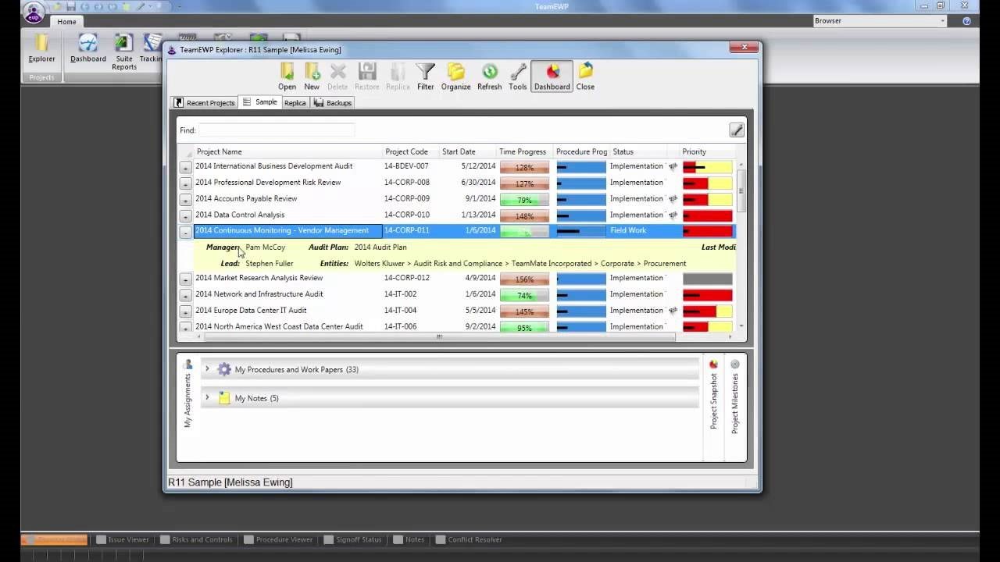 TeamEWP
ewp
Home
Browser
Explorer
Dashboard
Suite Reports
Projects
TeamEWP Explorer : R11 Sample [Melissa Ewing]
Open New Delete Restore Replica Filter Organize Refresh Tools Dashboard Close
Recent Projects Sample Replica Backups
Find:
Project Name Project Code Start Date Time Progress Procedure Prog Status Priority
2014 International Business Development Audit 14-BDEV-007 5/12/2014 128% Implementation
2014 Professional Development Risk Review 14-CORP-008 6/30/2014 127% Implementation
2014 Accounts Payable Review 14-CORP-009 9/1/2014 79% Implementation
2014 Data Control Analysis 14-CORP-010 1/13/2014 148% Implementation
2014 Continuous Monitoring - Vendor Management 14-CORP-011 1/6/2014 Field Work
Manager: Pam McCoy Audit Plan: 2014 Audit Plan Last Modi
Lead: Stephen Fuller Entities: Wolters Kluwer > Audit Risk and Compliance > TeamMate Incorporated > Corporate > Procurement
2014 Market Research Analysis Review 14-CORP-012 4/9/2014 156% Implementation
2014 Network and Infrastructure Audit 14-IT-002 1/6/2014 74% Implementation
2014 Europe Data Center IT Audit 14-IT-004 5/5/2014 145% Implementation
2014 North America West Coast Data Center Audit 14-IT-006 9/2/2014 95% Implementation
My Assignments
My Procedures and Work Papers (33)
My Notes (5)
Project Snapshot
Project Milestones
R11 Sample [Melissa Ewing]
Issue Viewer Risks and Controls Procedure Viewer Signoff Status Notes Conflict Resolver